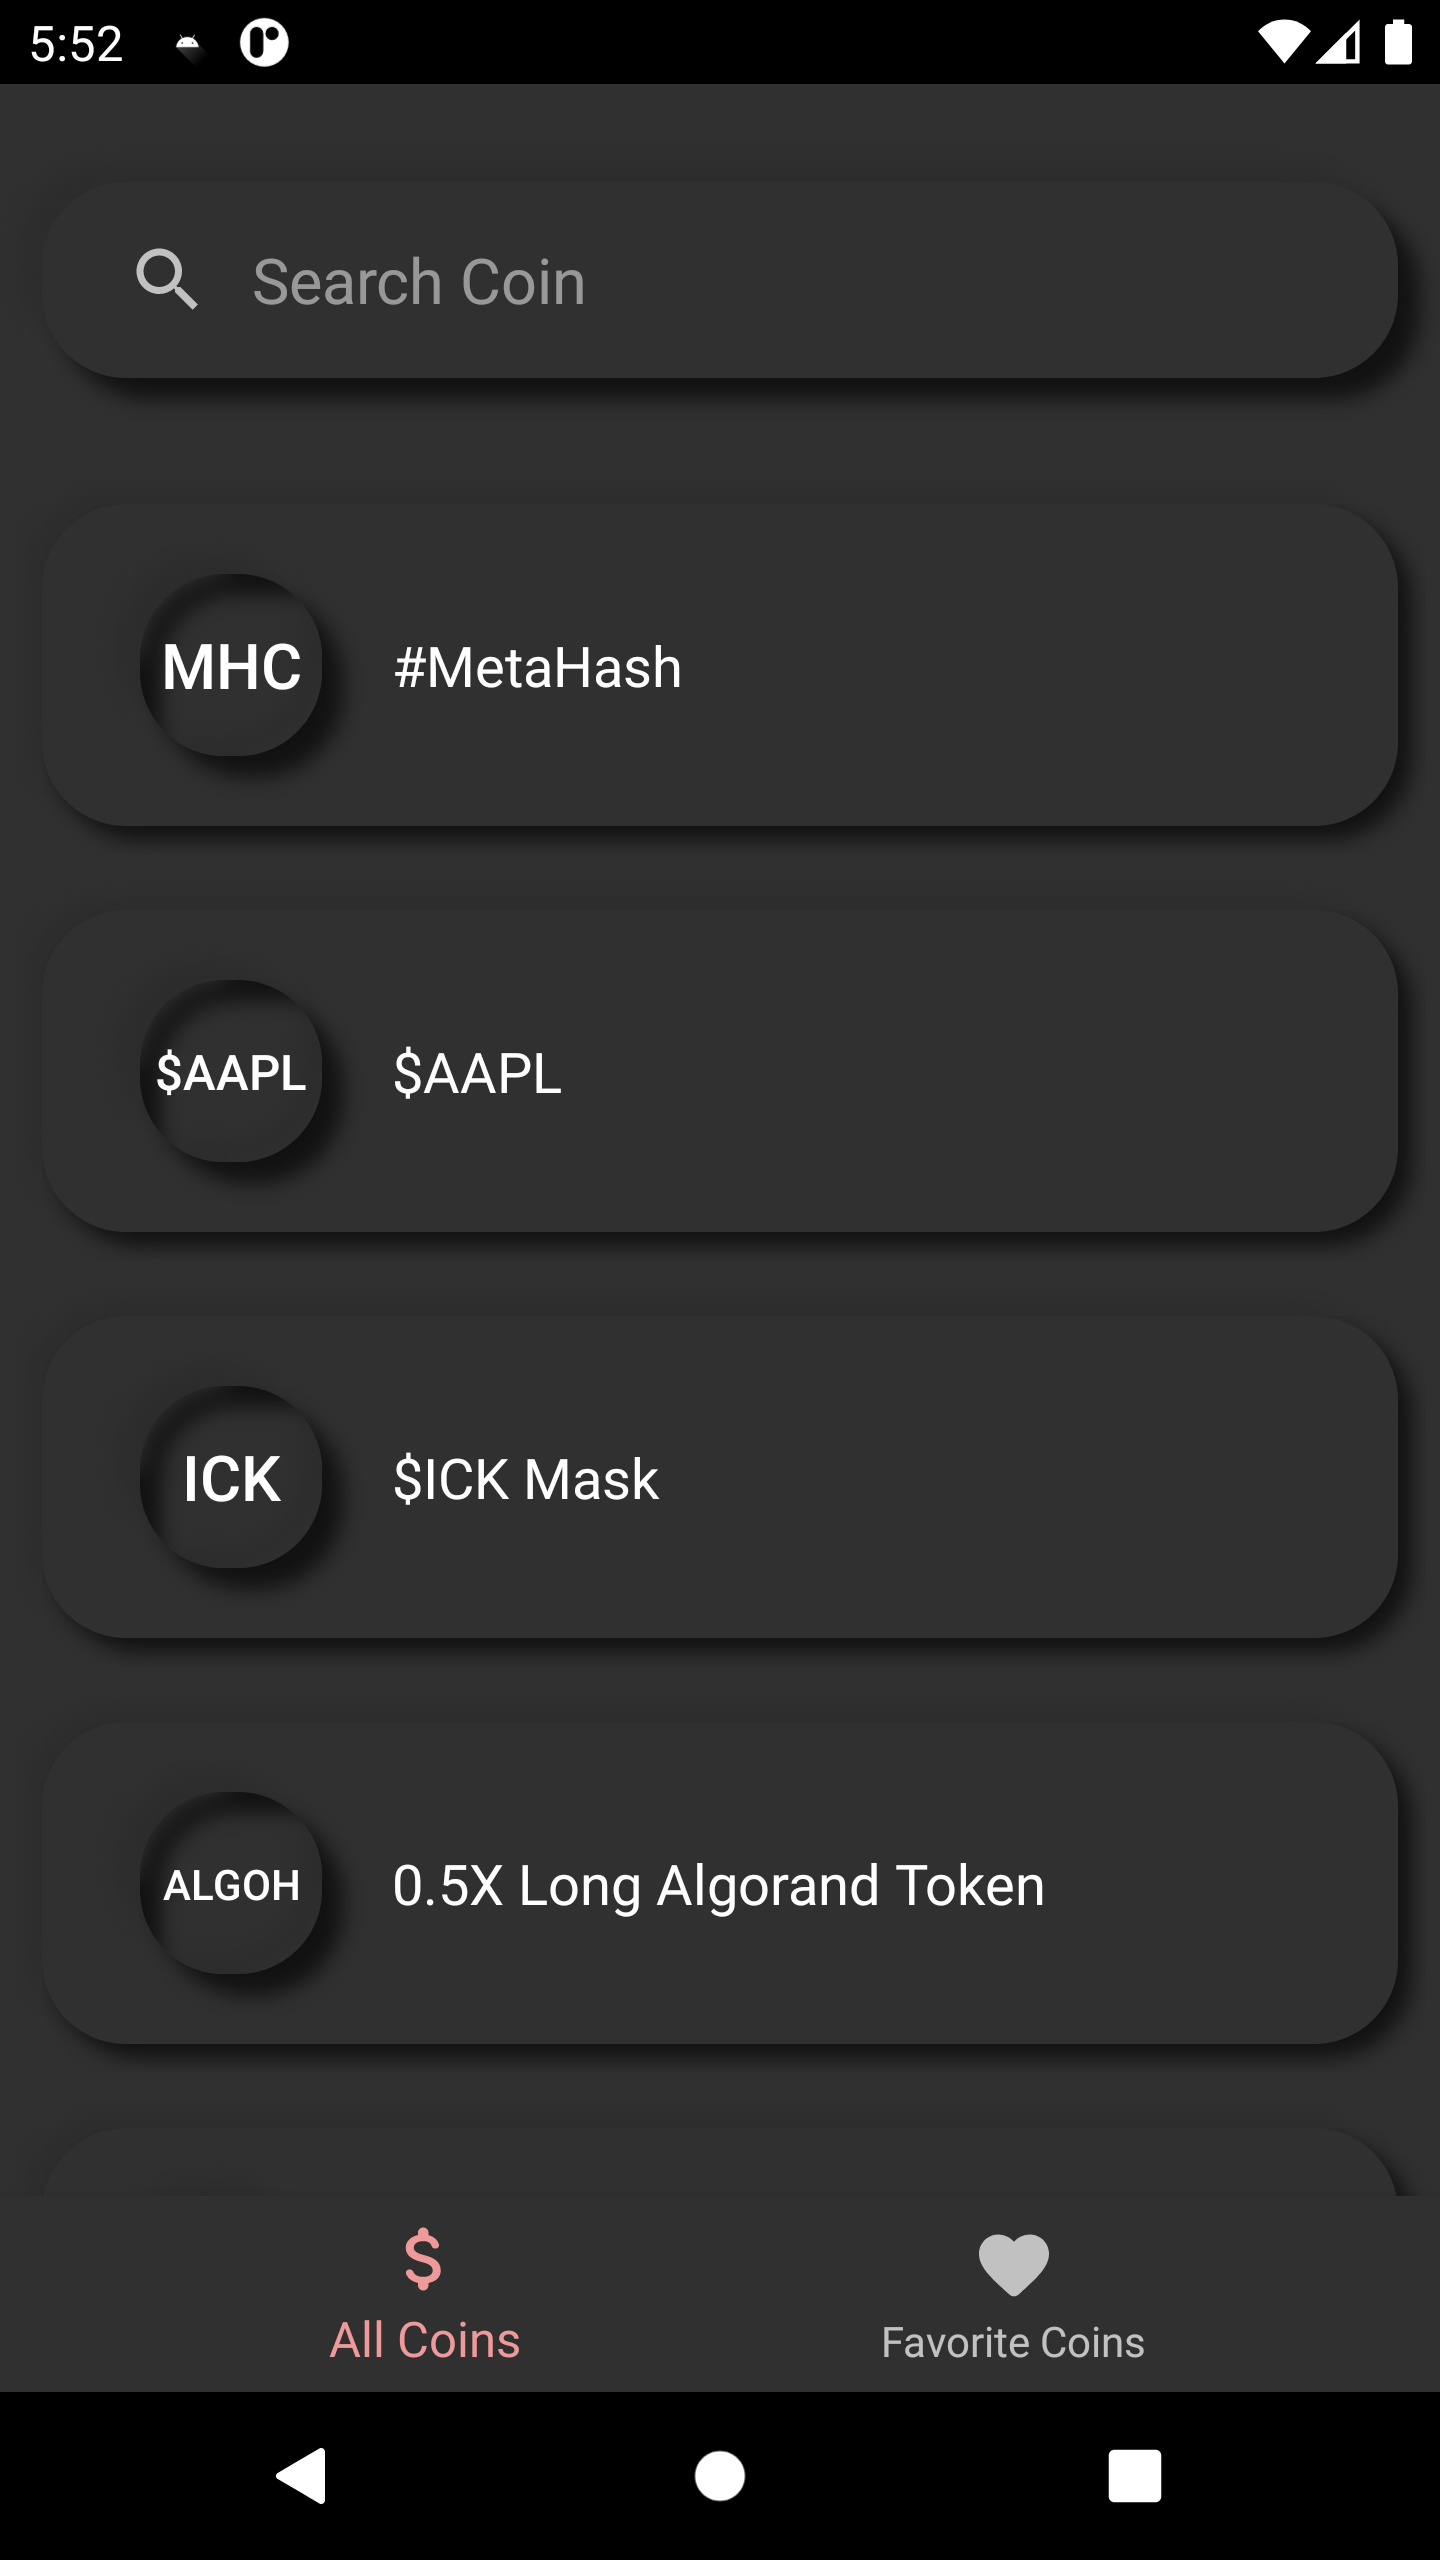 5:52
Search Coin
MHC
#MetaHash
$AAPL
$AAPL
ICK
$ICK Mask
ALGOH
0.5X Long Algorand Token
All Coins
Favorite Coins